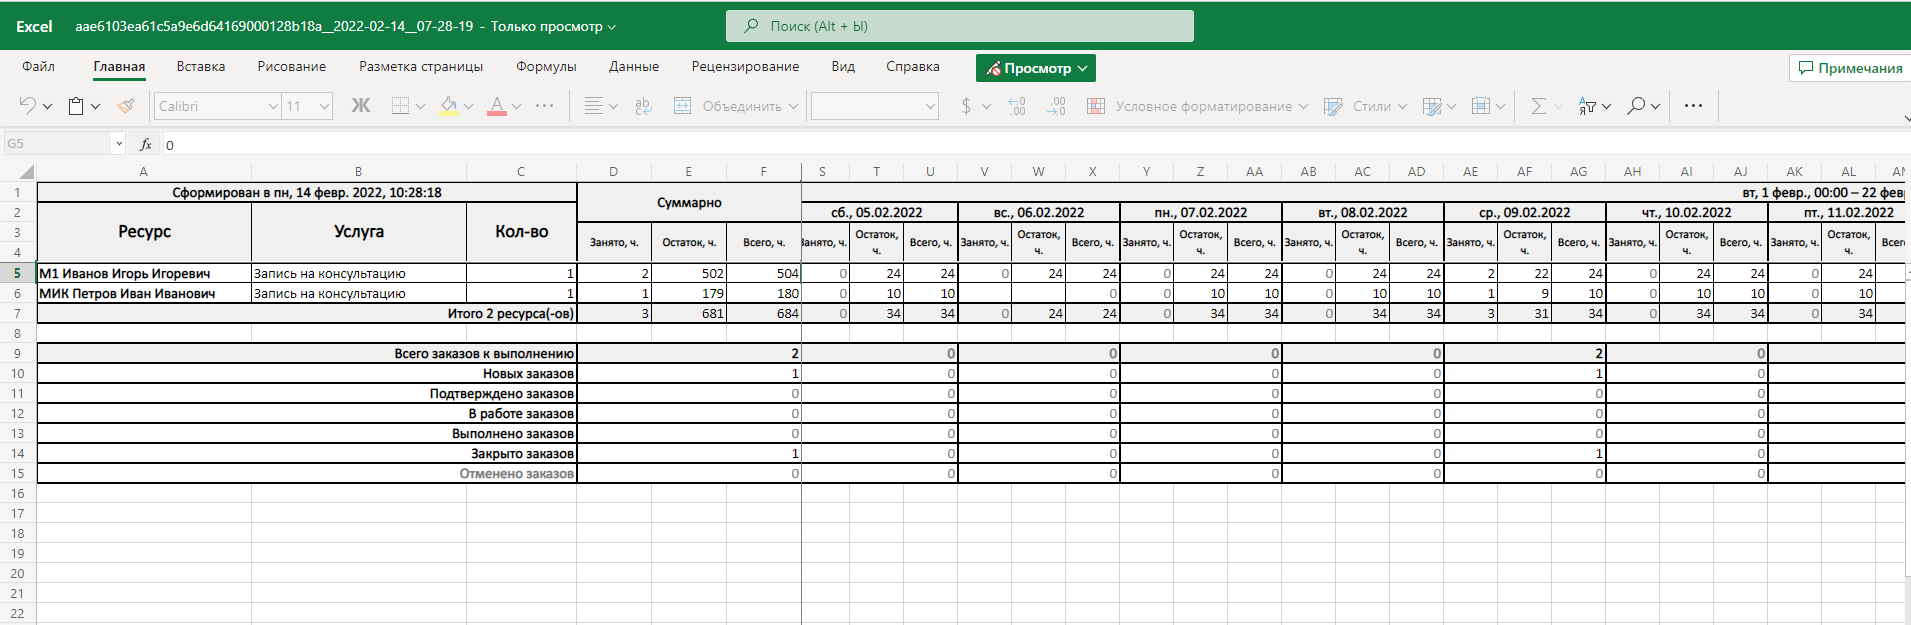 Excel aae6103ea61c5a9e6d64169000128b18a__2022-02-14__07-28-19 - Только просмотр
Поиск (Alt + Ы)
Файл Главная Вставка Рисование Разметка страницы Формулы Данные Рецензирование Вид Справка Просмотр Примечания
Calibri 11 Ж A ab Объединить $ Условное форматирование Стили
G5 fx 0
A B C D E F S T U V W X Y Z AA AB AC AD AE AF AG AH AI AJ AK AL
1 Сформирован в пн, 14 февр. 2022, 10:28:18 Суммарно вт, 1 февр., 00:00 – 22
2 Ресурс Услуга Кол-во сб., 05.02.2022 вс., 06.02.2022 пн., 07.02.2022 вт., 08.02.2022 ср., 09.02.2022 чт., 10.02.2022 пт., 11.02.2022
3 Занято, ч. Остаток, ч. Всего, ч. Остаток, ч. Всего, ч. Занято, ч. Остаток, ч. Всего, ч. Занято, ч. Остаток, ч. Всего, ч. Занято, ч. Остаток, ч. Всего, ч. Занято, ч. Остаток, ч. Всего, ч. Занято, ч. Остаток, ч. Всего, ч. Занято, ч. Остаток, ч.
4
5 М1 Иванов Игорь Игоревич Запись на консультацию 1 2 502 504 0 24 24 0 24 24 0 24 24 0 24 24 2 22 24 0 24 24 0 24
6 МИК Петров Иван Иванович Запись на консультацию 1 1 179 180 0 10 10 0 0 10 10 0 10 10 1 9 10 0 10 10 0 10
7 Итого 2 ресурса(-ов) 3 681 684 0 34 34 0 24 24 0 34 34 0 34 34 3 31 34 0 34 34 0 34
8
9 Всего заказов к выполнению 2 0 0 0 0 2 0
10 Новых заказов 1 0 0 0 0 1 0
11 Подтверждено заказов 0 0 0 0 0 0 0
12 В работе заказов 0 0 0 0 0 0 0
13 Выполнено заказов 0 0 0 0 0 0 0
14 Закрыто заказов 1 0 0 0 0 1 0
15 Отменено заказов 0 0 0 0 0 0 0
16
17
18
19
20
21
22